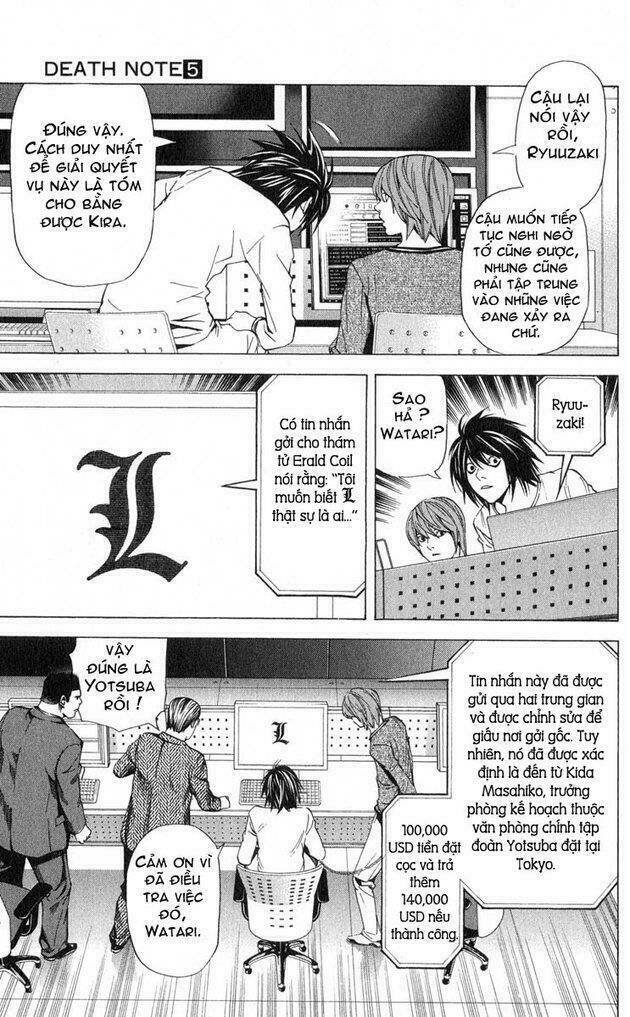 DEATH NOTE 5
CẬU LẠI
NÓI VẬY
RỒI,
RYUUZAKI
CẬU MUỐN TIẾP
TỤC NGHI NGỜ
TỚ CŨNG ĐƯỢC,
NHƯNG CŨNG
PHẢI TẬP TRUNG
VÀO NHỮNG VIỆC
ĐANG XẢY RA
CHỨ.
ĐÚNG VẬY.
CÁCH DUY NHẤT
ĐỂ GIẢI QUYẾT
VỤ NÀY LÀ TÓM
CHO BẰNG
ĐƯỢC KIRA.
Ryuu-
zaki!
SAO
HẢ?
WATARI?
Có tin nhắn
gởi cho thám
tử Erald Coil
nói rằng: "Tôi
muốn biết L
thật sự là ai..."
L
Tin nhắn này đã được
gửi qua hai trung gian
và được chỉnh sửa để
giấu nơi gởi gốc. Tuy
nhiên, nó đã được xác
định là đến từ Kida
Masahiko, trưởng
phòng kế hoạch thuộc
văn phòng chính tập
đoàn Yotsuba đặt tại
Tokyo.
100,000
USD tiền đặt
cọc và trả
thêm
140,000
USD nếu
thành công.
VẬY
ĐÚNG LÀ
YOTSUBA
RỒI!
L
CẢM ƠN VÌ
ĐÃ ĐIỀU
TRA VIỆC
ĐÓ,
WATARI.